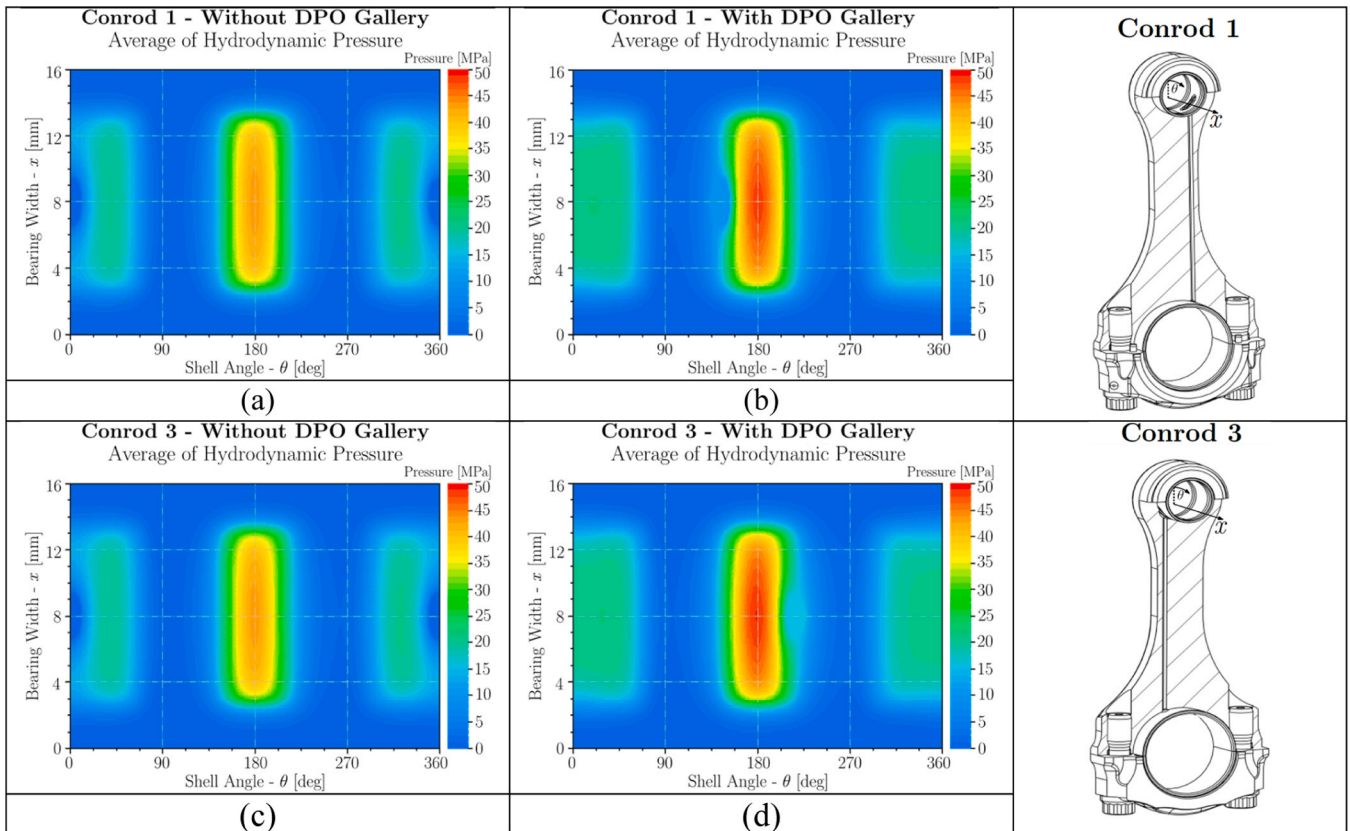 Conrod 1 - Without DPO Gallery
Average of Hydrodynamic Pressure
Pressure [MPa]
16
12
8
4
0
Bearing Width - x [mm]
0 90 180 270 360
Shell Angle - θ [deg]
50
45
40
35
30
25
20
15
10
5
0
(a)
Conrod 1 - With DPO Gallery
Average of Hydrodynamic Pressure
Pressure [MPa]
16
12
8
4
0
Bearing Width - x [mm]
0 90 180 270 360
Shell Angle - θ [deg]
50
45
40
35
30
25
20
15
10
5
0
(b)
Conrod 1
θ
x
Conrod 3 - Without DPO Gallery
Average of Hydrodynamic Pressure
Pressure [MPa]
16
12
8
4
0
Bearing Width - x [mm]
0 90 180 270 360
Shell Angle - θ [deg]
50
45
40
35
30
25
20
15
10
5
0
(c)
Conrod 3 - With DPO Gallery
Average of Hydrodynamic Pressure
Pressure [MPa]
16
12
8
4
0
Bearing Width - x [mm]
0 90 180 270 360
Shell Angle - θ [deg]
50
45
40
35
30
25
20
15
10
5
0
(d)
Conrod 3
θ
x